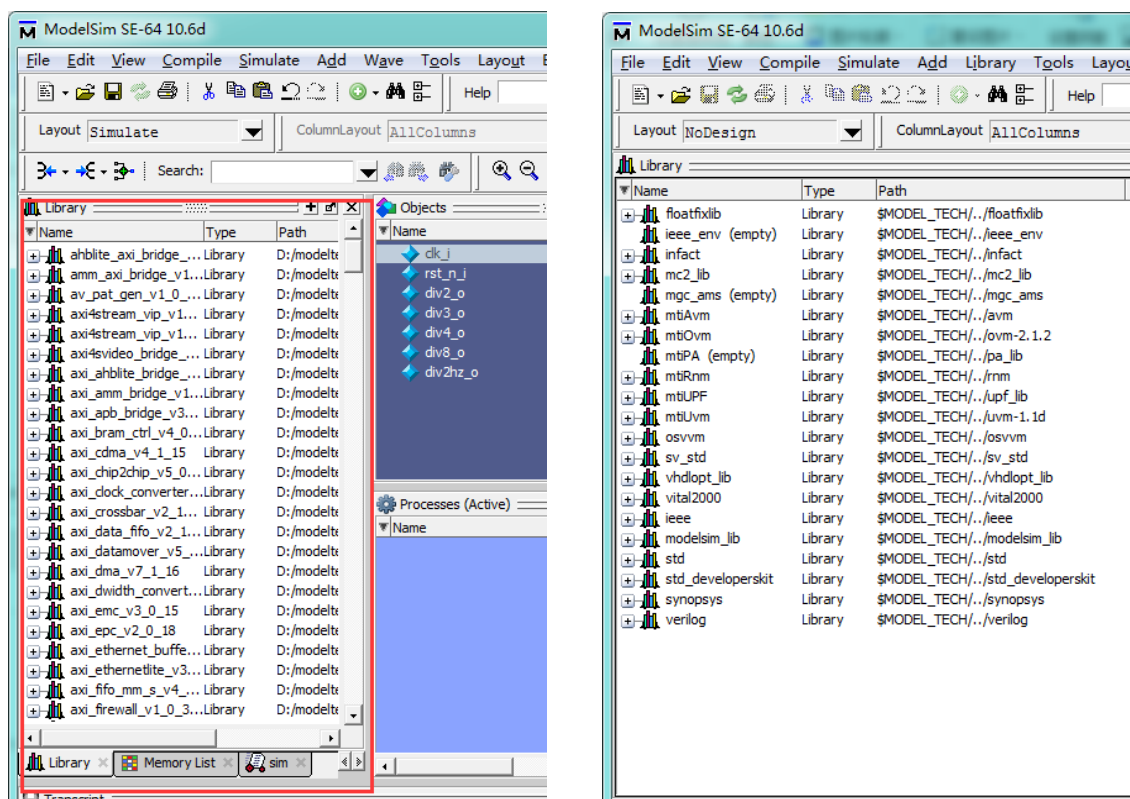 ModelSim SE-64 10.6d
File Edit View Compile Simulate Add Wave Tools Layout
Help
Layout Simulate ColumnLayout AllColumns
Search:
Library
Name Type Path
ahblite_axi_bridge_... Library D:/modelte
amm_axi_bridge_v1... Library D:/modelte
av_pat_gen_v1_0_... Library D:/modelte
axi4stream_vip_v1... Library D:/modelte
axi4stream_vip_v1... Library D:/modelte
axi4svideo_bridge_... Library D:/modelte
axi_ahblite_bridge_... Library D:/modelte
axi_amm_bridge_v1... Library D:/modelte
axi_apb_bridge_v3... Library D:/modelte
axi_bram_ctrl_v4_0... Library D:/modelte
axi_cdma_v4_1_15 Library D:/modelte
axi_chip2chip_v5_0... Library D:/modelte
axi_clock_converter... Library D:/modelte
axi_crossbar_v2_1... Library D:/modelte
axi_data_fifo_v2_1... Library D:/modelte
axi_datamover_v5_... Library D:/modelte
axi_dma_v7_1_16 Library D:/modelte
axi_dwidth_convert... Library D:/modelte
axi_emc_v3_0_15 Library D:/modelte
axi_epc_v2_0_18 Library D:/modelte
axi_ethernet_buffe... Library D:/modelte
axi_ethernetlite_v3... Library D:/modelte
axi_fifo_mm_s_v4_... Library D:/modelte
axi_firewall_v1_0_3... Library D:/modelte
Library Memory List sim
Transcript
Objects
Name
clk_i
rst_n_i
div2_o
div3_o
div4_o
div8_o
div2hz_o
Processes (Active)
Name
ModelSim SE-64 10.6d
File Edit View Compile Simulate Add Library Tools Layou
Help
Layout NoDesign ColumnLayout AllColumns
Library
Name Type Path
floatfixlib Library $MODEL_TECH/../floatfixlib
ieee_env (empty) Library $MODEL_TECH/../ieee_env
infact Library $MODEL_TECH/../infact
mc2_lib Library $MODEL_TECH/../mc2_lib
mgc_ams (empty) Library $MODEL_TECH/../mgc_ams
mtiAvm Library $MODEL_TECH/../avm
mtiOvm Library $MODEL_TECH/../ovm-2.1.2
mtiPA (empty) Library $MODEL_TECH/../pa_lib
mtiRnm Library $MODEL_TECH/../rnm
mtiUPF Library $MODEL_TECH/../upf_lib
mtiUvm Library $MODEL_TECH/../uvm-1.1d
osvvm Library $MODEL_TECH/../osvvm
sv_std Library $MODEL_TECH/../sv_std
vhdlopt_lib Library $MODEL_TECH/../vhdlopt_lib
vital2000 Library $MODEL_TECH/../vital2000
ieee Library $MODEL_TECH/../ieee
modelsim_lib Library $MODEL_TECH/../modelsim_lib
std Library $MODEL_TECH/../std
std_developerskit Library $MODEL_TECH/../std_developerskit
synopsys Library $MODEL_TECH/../synopsys
verilog Library $MODEL_TECH/../verilog